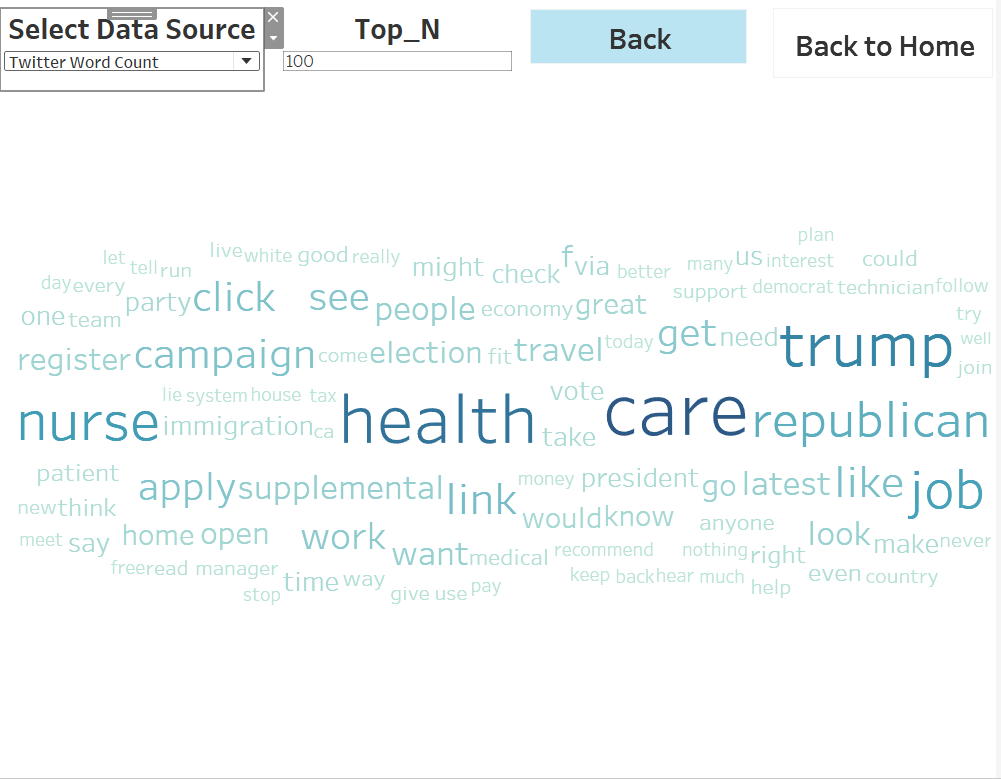 Select Data Source
Twitter Word Count
Top_N
100
Back
Back to Home
plan
let tell run live white good really might check f via better many us interest could
day every party click see people economy great support democrat technician follow
one team register campaign come election fit travel today get need trump try well join
lie system house tax vote
nurse immigration ca health take care republican
patient apply supplemental link money president go latest like job
new think would know anyone
meet say home open work want medical recommend nothing right look make never
free read manager time way keep back hear much help even country
stop give use pay